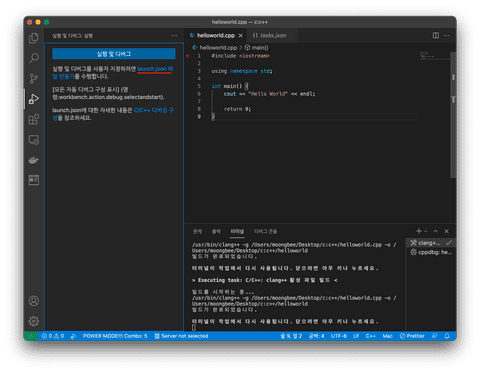 helloworld.cpp — c:c++
실행 및 디버그: 실행
실행 및 디버그
실행 및 디버그를 사용자 지정하려면 launch.json 파
일 만들기를 수행합니다.
[모든 자동 디버그 구성 표시] (명
령:workbench.action.debug.selectandstart).
launch.json에 대한 자세한 내용은 C/C++ 디버깅 구
성을 참조하세요.
helloworld.cpp
tasks.json
helloworld.cpp > main()
1 #include <iostream>
2
3 using namespace std;
4
5 int main() {
6 cout << "Hello World" << endl;
7
8 return 0;
9 }
문제 출력 터미널 디버그 콘솔
/usr/bin/clang++ -g /Users/moongbee/Desktop/c:c++/helloworld.cpp -o /
Users/moongbee/Desktop/c:c++/helloworld
빌드가 완료되었습니다.
터미널이 작업에서 다시 사용됩니다. 닫으려면 아무 키나 누르세요.
> Executing task: C/C++: clang++ 활성 파일 빌드 <
빌드를 시작하는 중...
/usr/bin/clang++ -g /Users/moongbee/Desktop/c:c++/helloworld.cpp -o /
Users/moongbee/Desktop/c:c++/helloworld
빌드가 완료되었습니다.
터미널이 작업에서 다시 사용됩니다. 닫으려면 아무 키나 누르세요.
clang+...
cppdbg: he...
0 0 POWER MODE!!! Combo: 5 Server not selected 줄 9, 열 2 공백: 4 UTF-8 LF C++ Mac Prettier